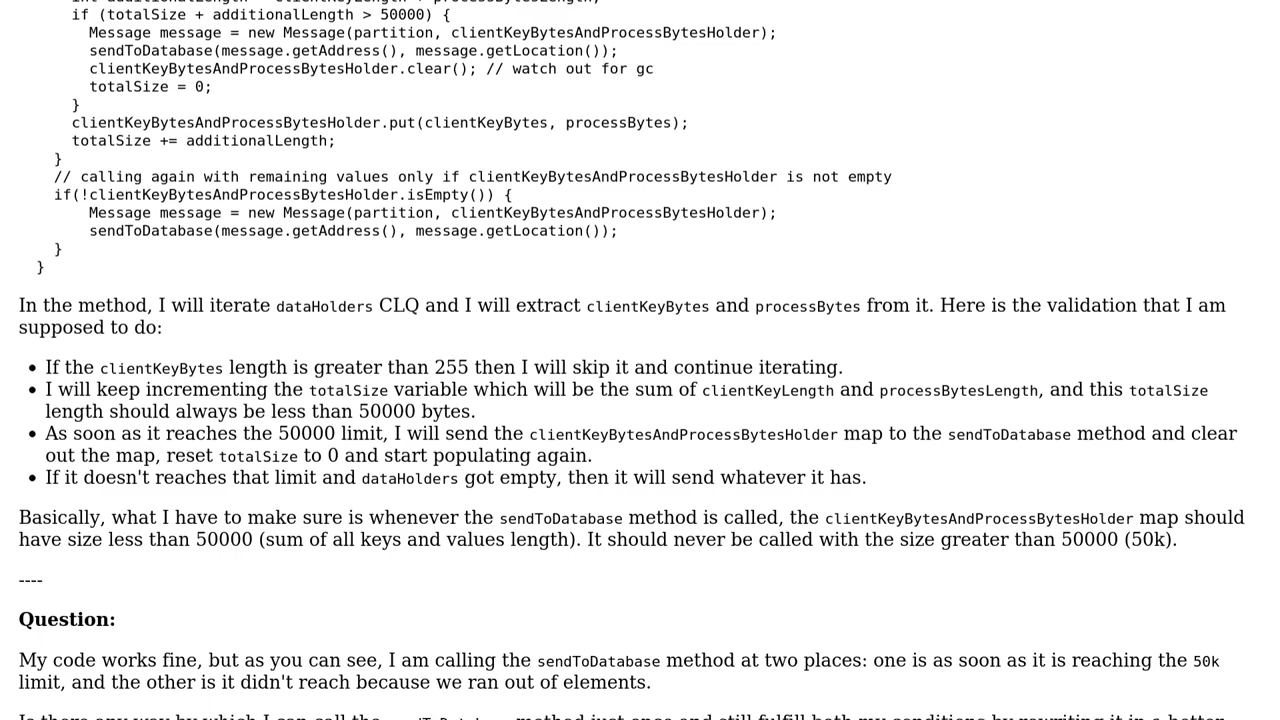 if (totalSize + additionalLength > 50000) {
Message message = new Message(partition, clientKeyBytesAndProcessBytesHolder);
sendToDatabase(message.getAddress(), message.getLocation());
clientKeyBytesAndProcessBytesHolder.clear(); // watch out for gc
totalSize = 0;
}
clientKeyBytesAndProcessBytesHolder.put(clientKeyBytes, processBytes);
totalSize += additionalLength;
}
// calling again with remaining values only if clientKeyBytesAndProcessBytesHolder is not empty
if(!clientKeyBytesAndProcessBytesHolder.isEmpty()) {
Message message = new Message(partition, clientKeyBytesAndProcessBytesHolder);
sendToDatabase(message.getAddress(), message.getLocation());
}
}
In the method, I will iterate dataHolders CLQ and I will extract clientKeyBytes and processBytes from it. Here is the validation that I am
supposed to do:
• If the clientKeyBytes length is greater than 255 then I will skip it and continue iterating.
• I will keep incrementing the totalSize variable which will be the sum of clientKeyLength and processBytesLength, and this totalSize
length should always be less than 50000 bytes.
• As soon as it reaches the 50000 limit, I will send the clientKeyBytesAndProcessBytesHolder map to the sendToDatabase method and clear
out the map, reset totalSize to 0 and start populating again.
• If it doesn't reaches that limit and dataHolders got empty, then it will send whatever it has.
Basically, what I have to make sure is whenever the sendToDatabase method is called, the clientKeyBytesAndProcessBytesHolder map should
have size less than 50000 (sum of all keys and values length). It should never be called with the size greater than 50000 (50k).
----
Question:
My code works fine, but as you can see, I am calling the sendToDatabase method at two places: one is as soon as it is reaching the 50k
limit, and the other is it didn't reach because we ran out of elements.